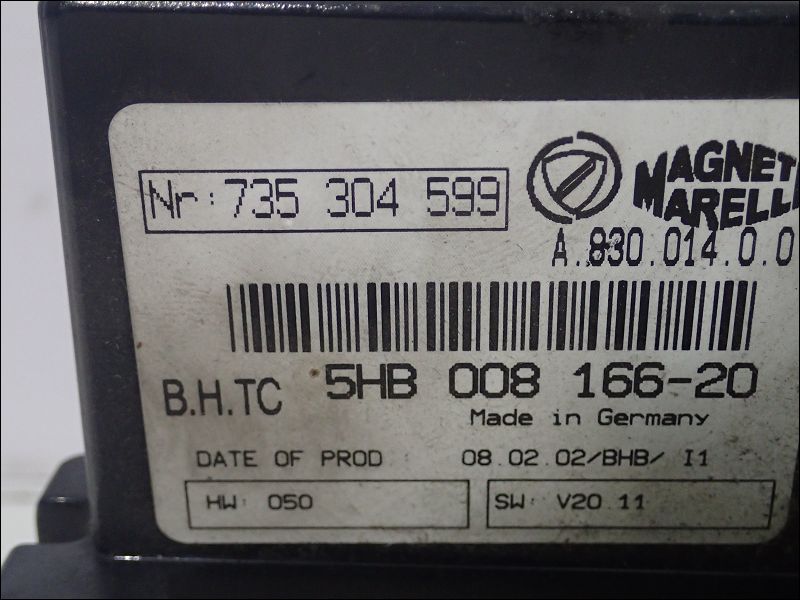 Nr: 735 304 599
MAGNETI
MARELLI
A.830.014.0.0
B.H.TC 5HB 008 166-20
Made in Germany
DATE OF PROD 08.02.02/BHB/ I1
HW: 050
SW: V20.11